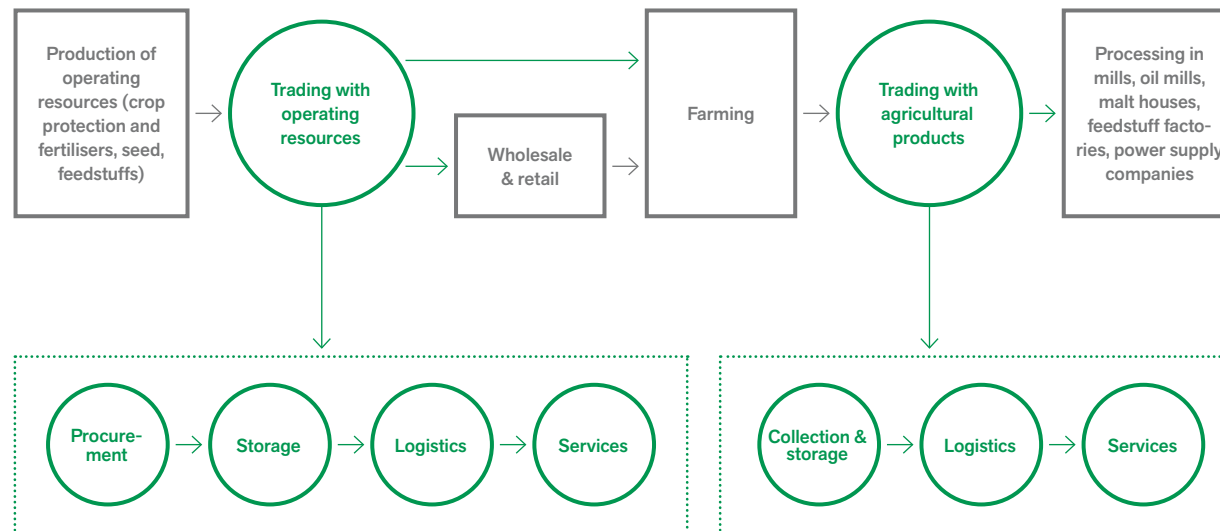 Production of
operating
resources (crop
protection and
fertilisers, seed,
feedstuffs)
Trading with
operating
resources
Wholesale
& retail
Farming
Trading with
agricultural
products
Processing in
mills, oil mills,
malt houses,
feedstuff facto-
ries, power supply
companies
Procure-
ment
Storage
Logistics
Services
Collection &
storage
Logistics
Services